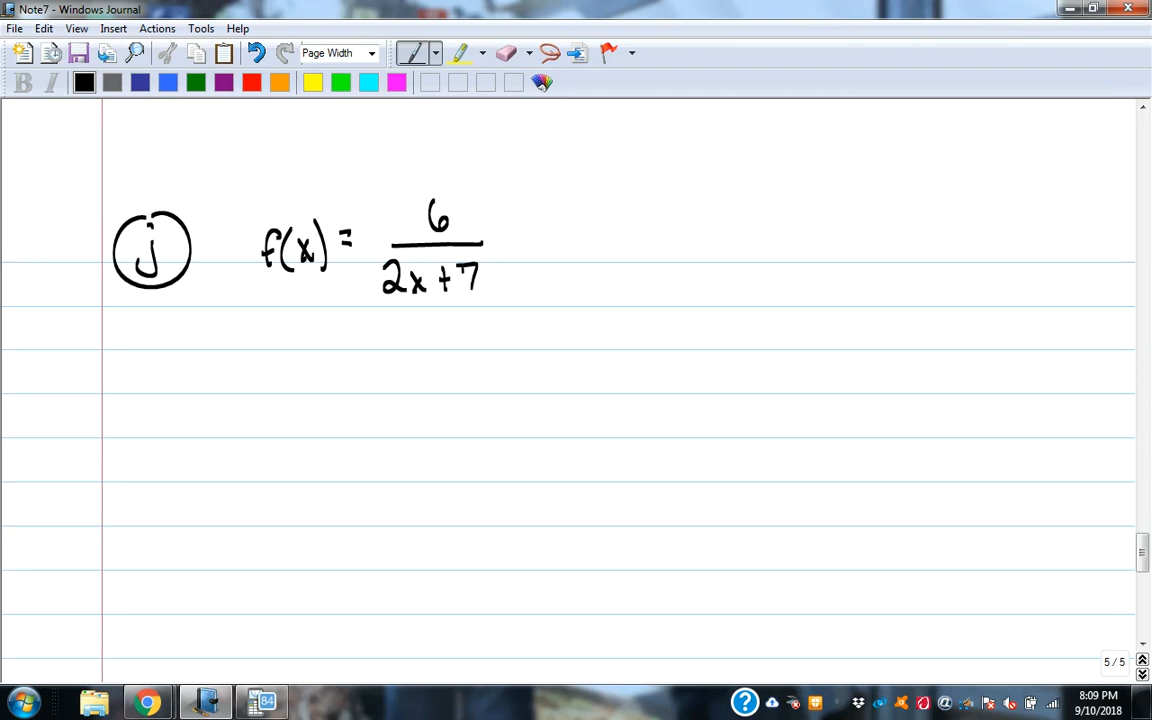 Note7 - Windows Journal
File Edit View Insert Actions Tools Help
Page Width
B I
j f(x) = 6
2x + 7
5 / 5
84
8:09 PM
9/10/2018